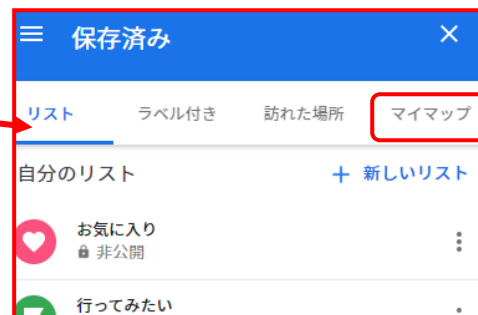 保存済み
リスト ラベル付き 訪れた場所 マイマップ
自分のリスト + 新しいリスト
お気に入り
非公開
行ってみたい